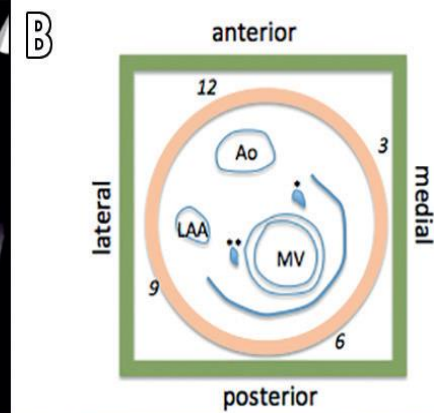 B
anterior
12
3
Ao
*
lateral
medial
LAA
**
MV
9
6
posterior